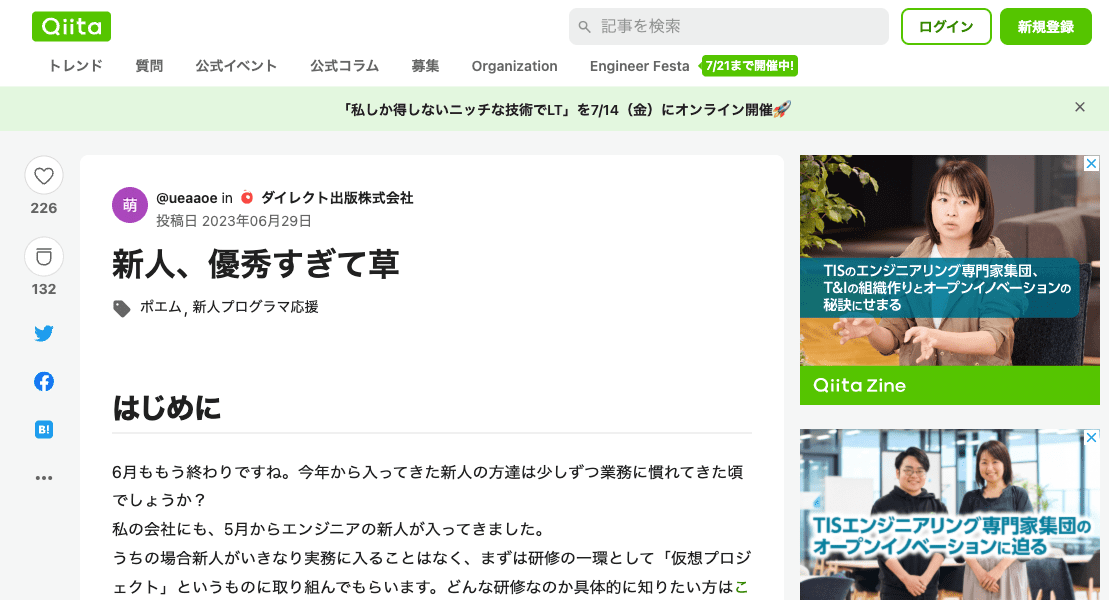 Qiita
記事を検索
ログイン
新規登録
トレンド 質問 公式イベント 公式コラム 募集 Organization Engineer Festa 7/21まで開催中!
「私しか得しないニッチな技術でLT」を7/14（金）にオンライン開催🚀
226
132
B!
萌
@ueaaoe in ダイレクト出版株式会社
投稿日 2023年06月29日
新人、優秀すぎて草
ポエム, 新人プログラマ応援
はじめに
6月ももう終わりですね。今年から入ってきた新人の方達は少しずつ業務に慣れてきた頃
でしょうか？
私の会社にも、5月からエンジニアの新人が入ってきました。
うちの場合新人がいきなり実務に入ることはなく、まずは研修の一環として「仮想プロジ
ェクト」というものに取り組んでもらいます。どんな研修なのか具体的に知りたい方はこ
TISのエンジニアリング専門家集団、
T&Iの組織作りとオープンイノベーションの
秘訣にせまる
Qiita Zine
TISエンジニアリング専門家集団の
オープンイノベーションに迫る